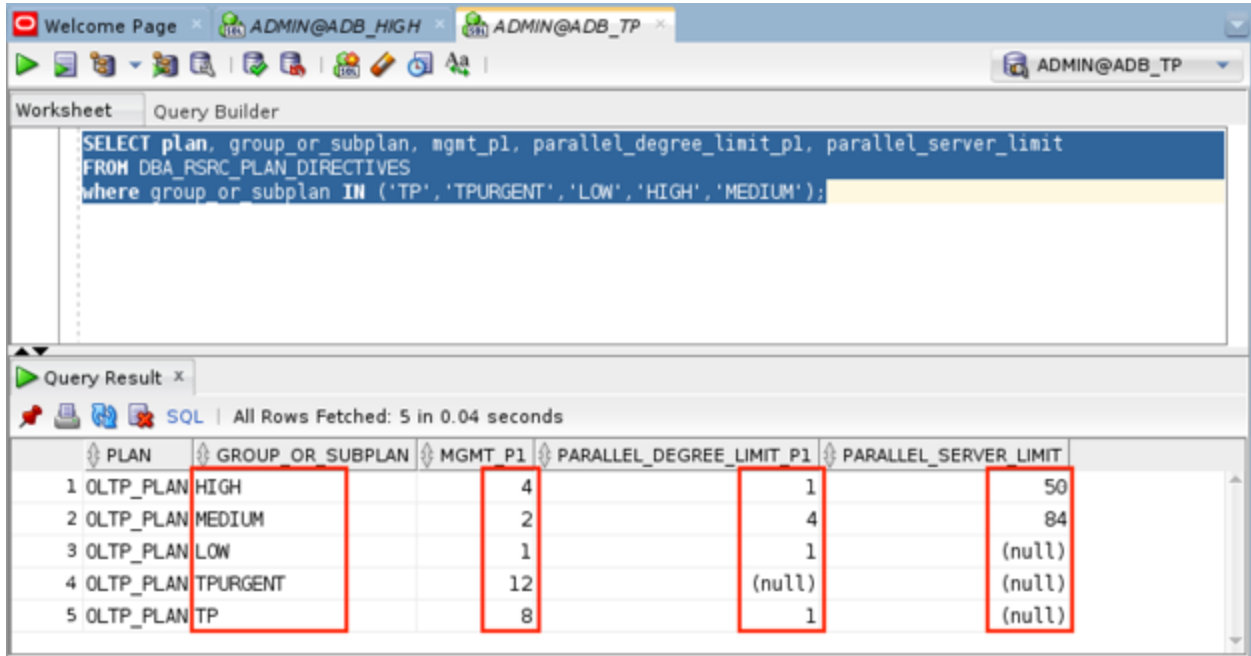 Welcome Page × ADMIN@ADB_HIGH × ADMIN@ADB_TP ×
ADMIN@ADB_TP
Worksheet Query Builder
SELECT plan, group_or_subplan, mgmt_p1, parallel_degree_limit_p1, parallel_server_limit
FROM DBA_RSRC_PLAN_DIRECTIVES
where group_or_subplan IN ('TP','TPURGENT','LOW','HIGH','MEDIUM');
Query Result ×
SQL | All Rows Fetched: 5 in 0.04 seconds
PLAN GROUP_OR_SUBPLAN MGMT_P1 PARALLEL_DEGREE_LIMIT_P1 PARALLEL_SERVER_LIMIT
1 OLTP_PLAN HIGH 4 1 50
2 OLTP_PLAN MEDIUM 2 4 84
3 OLTP_PLAN LOW 1 1 (null)
4 OLTP_PLAN TPURGENT 12 (null) (null)
5 OLTP_PLAN TP 8 1 (null)